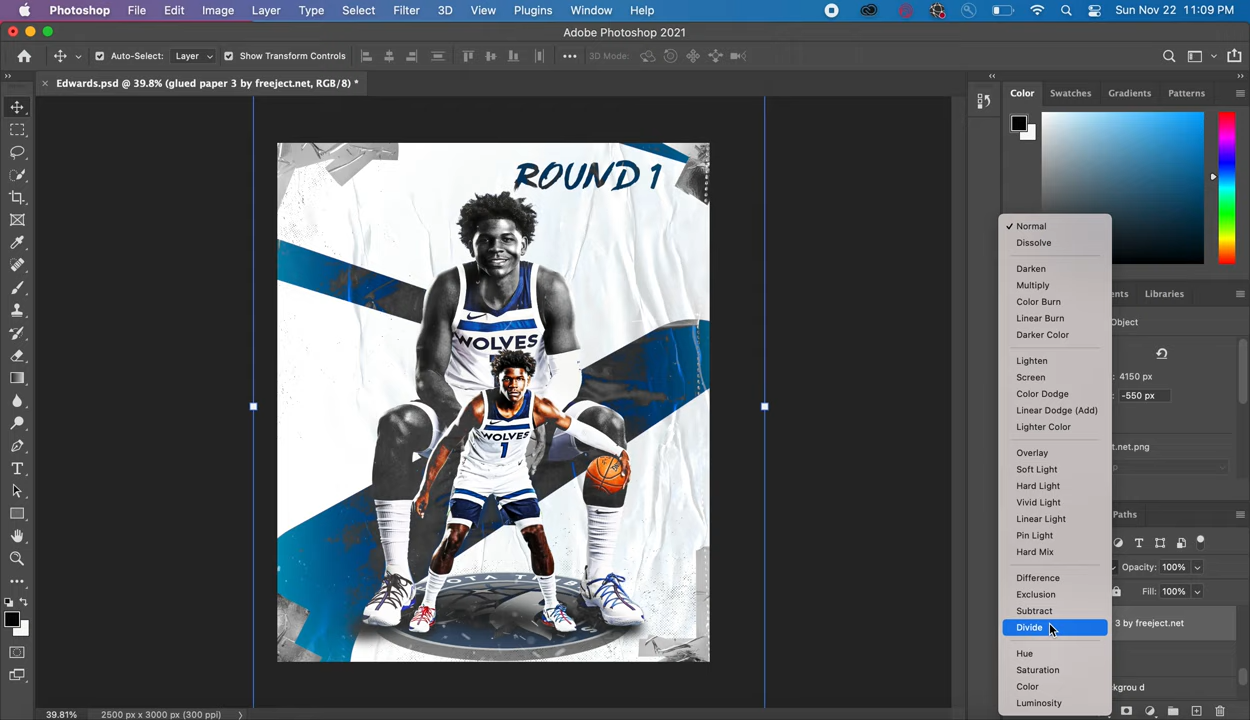 Photoshop File Edit Image Layer Type Select Filter 3D View Plugins Window Help Sun Nov 22 11:09 PM
Adobe Photoshop 2021
Auto-Select: Layer Show Transform Controls 3D Mode:
Edwards.psd @ 39.8% (glued paper 3 by freeject.net, RGB/8) *
Color Swatches Gradients Patterns
ROUND 1
WOLVES
WOLVES
1
Normal
Dissolve
Darken
Multiply
Color Burn
Linear Burn
Darker Color
Lighten
Screen
Color Dodge
Linear Dodge (Add)
Lighter Color
Overlay
Soft Light
Hard Light
Vivid Light
Linear Light
Pin Light
Hard Mix
Difference
Exclusion
Subtract
Divide
Hue
Saturation
Color
Luminosity
Libraries
Object
4150 px
-550 px
t.net.png
Paths
Opacity: 100%
Fill: 100%
3 by freeject.net
39.81% 2500 px x 3000 px (300 ppi)